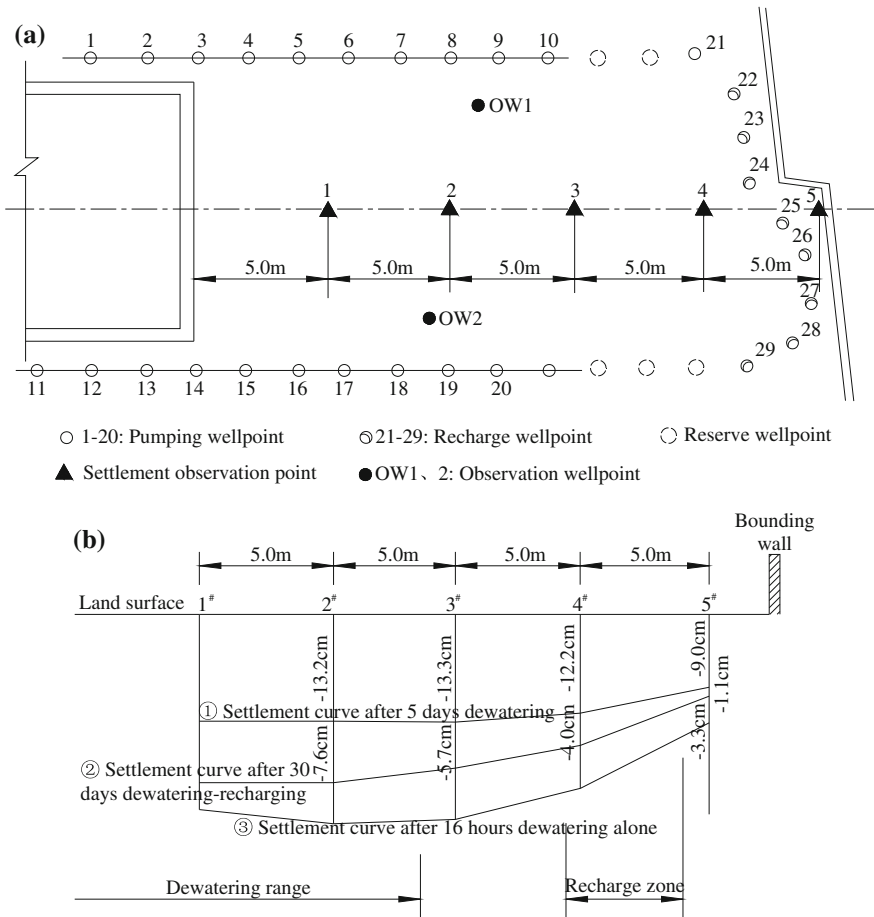 (a)
1 2 3 4 5 6 7 8 9 10 21
22
OW1
23
24
1 2 3 4 5
25
26
5.0m 5.0m 5.0m 5.0m 5.0m
27
OW2
28
29
11 12 13 14 15 16 17 18 19 20
1-20: Pumping wellpoint
21-29: Recharge wellpoint
Reserve wellpoint
Settlement observation point
OW1、2: Observation wellpoint
(b)
Bounding
wall
5.0m 5.0m 5.0m 5.0m
Land surface
1# 2# 3# 4# 5#
-13.2cm
-13.3cm
-12.2cm
-9.0cm
-1.1cm
① Settlement curve after 5 days dewatering
-7.6cm
-5.7cm
-4.0cm
-3.3cm
② Settlement curve after 30
days dewatering-recharging
③ Settlement curve after 16 hours dewatering alone
Dewatering range
Recharge zone